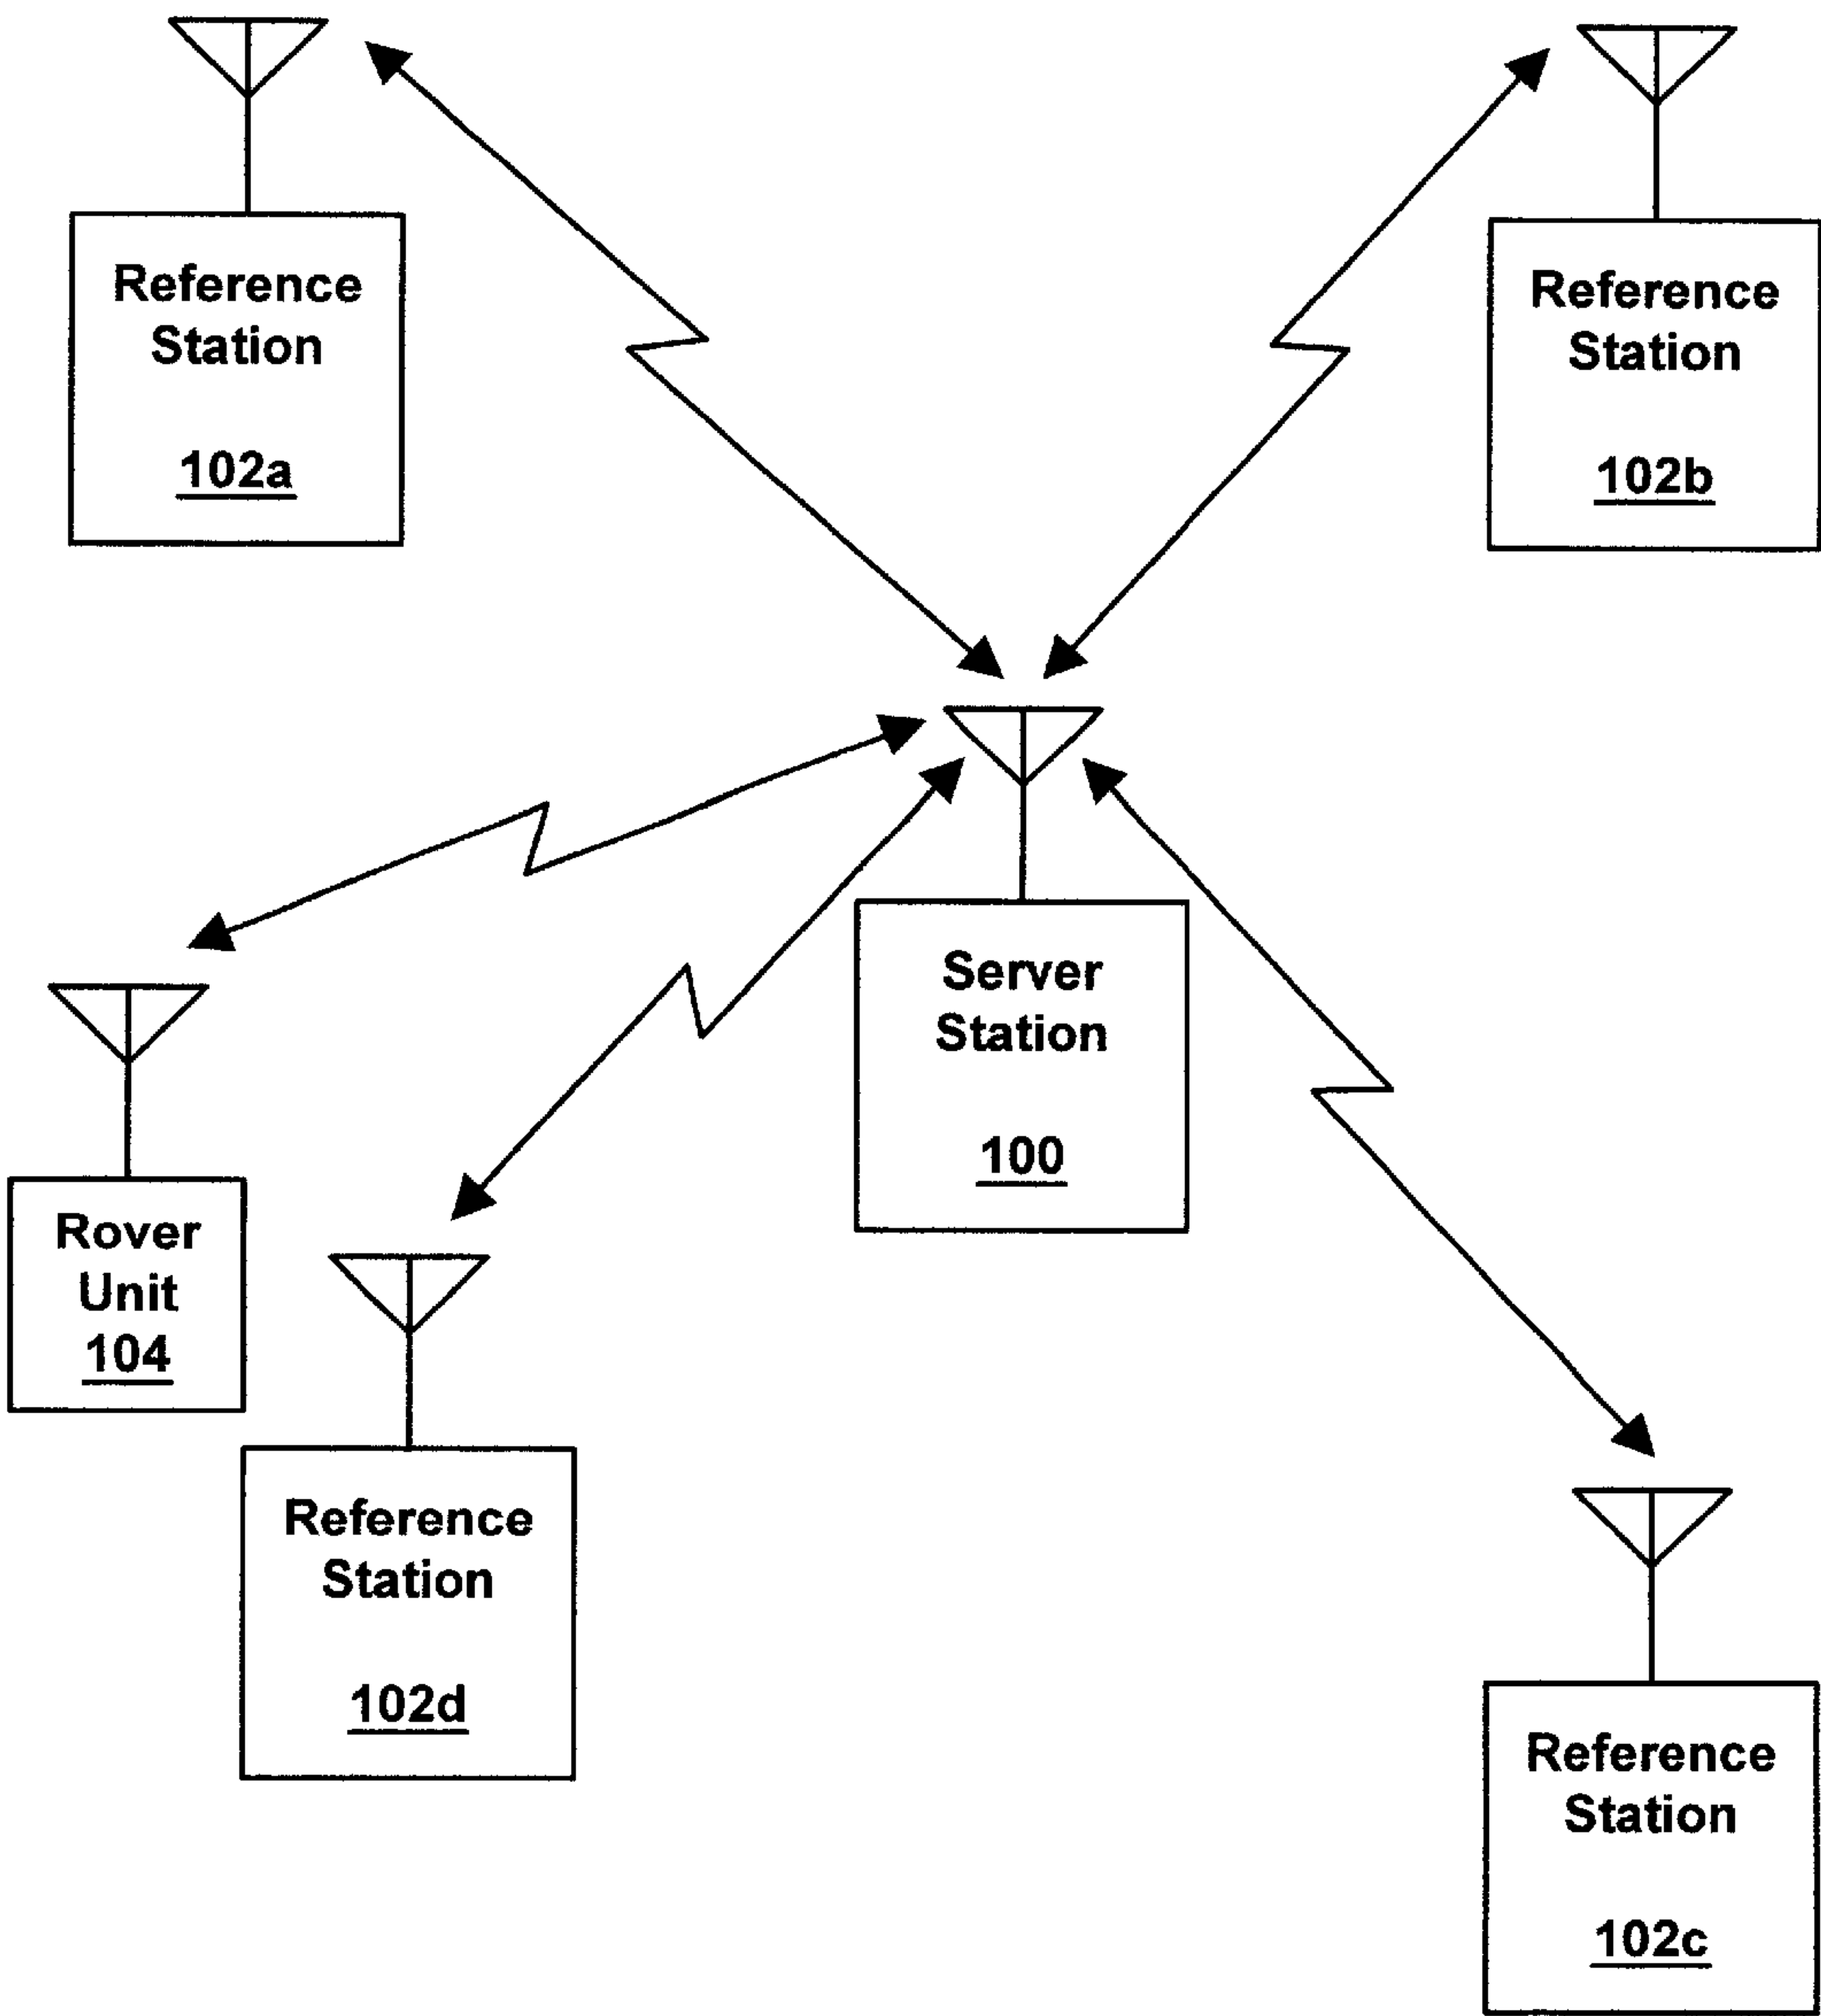 Reference
Station
102a
Reference
Station
102b
Server
Station
100
Rover
Unit
104
Reference
Station
102d
Reference
Station
102c